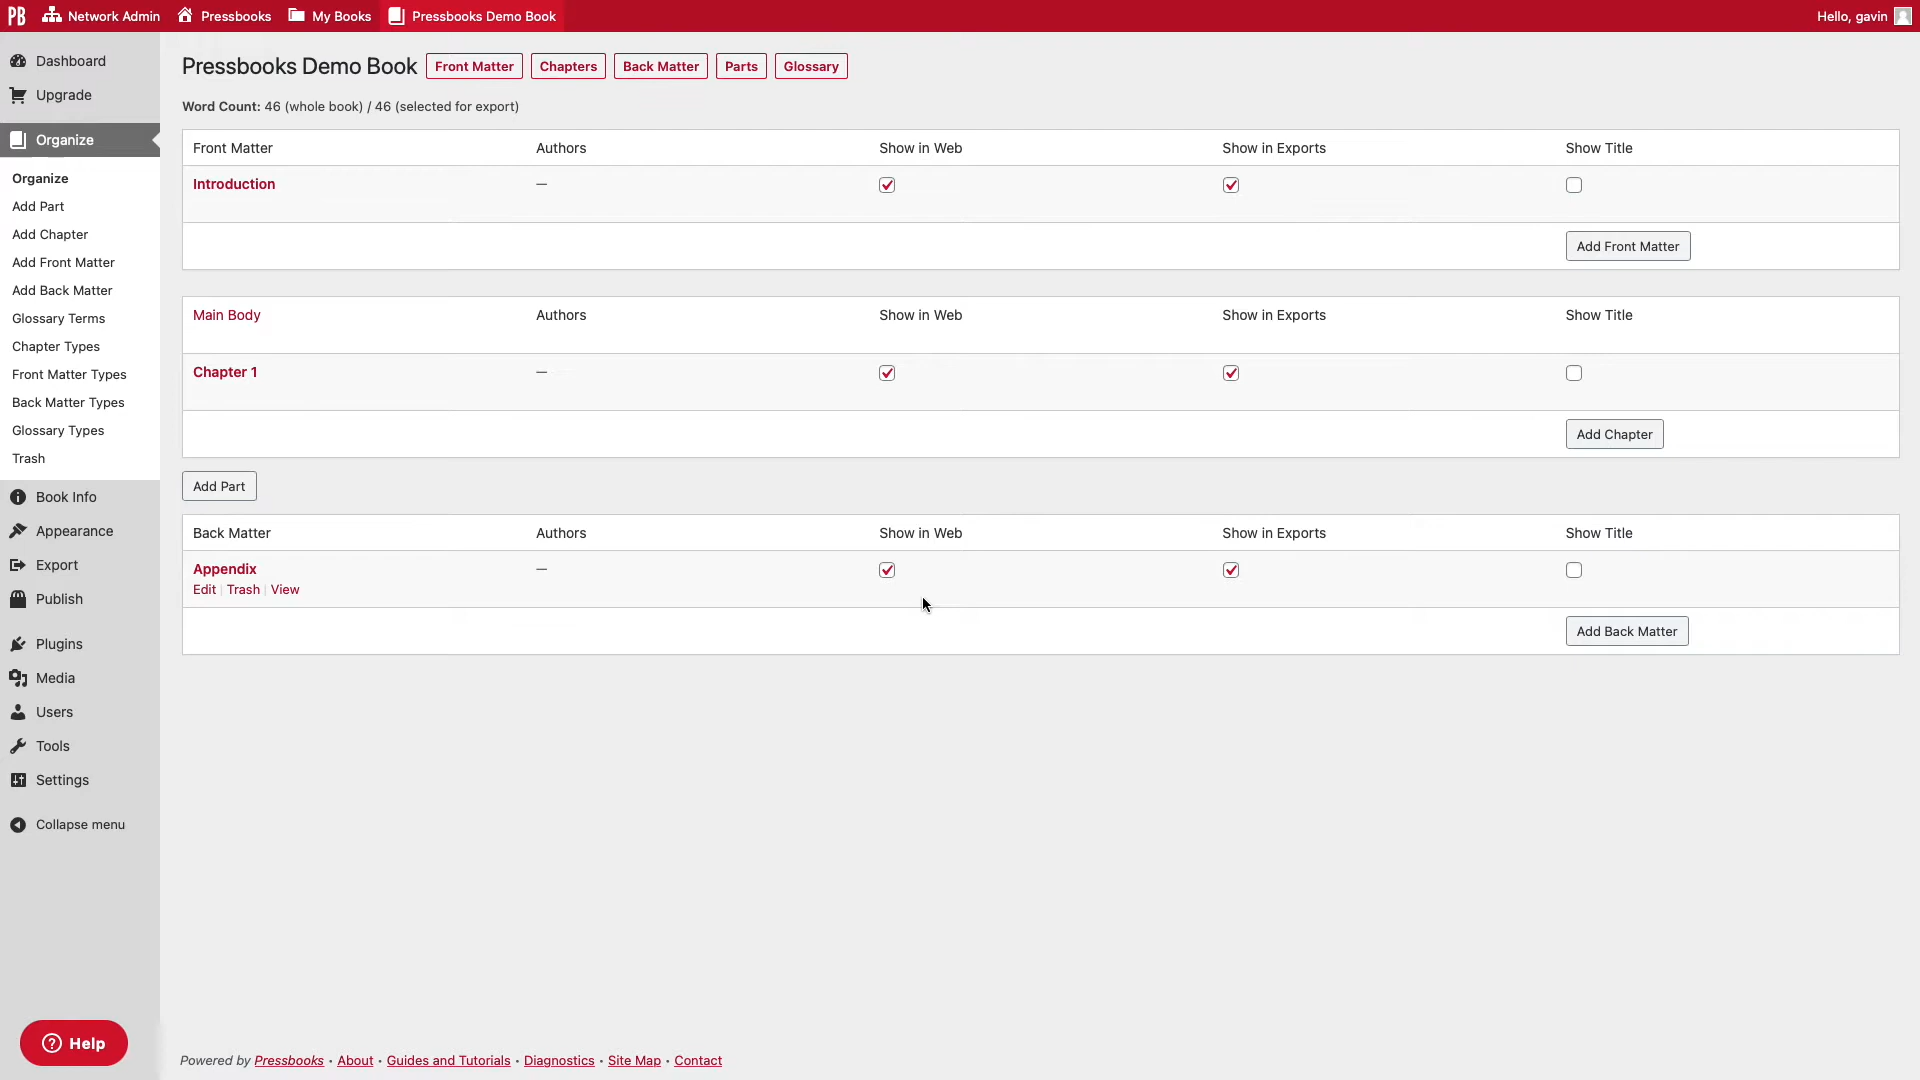 PB Network Admin Pressbooks My Books Pressbooks Demo Book Hello, gavin
Dashboard
Upgrade
Organize
Organize
Add Part
Add Chapter
Add Front Matter
Add Back Matter
Glossary Terms
Chapter Types
Front Matter Types
Back Matter Types
Glossary Types
Trash
Book Info
Appearance
Export
Publish
Plugins
Media
Users
Tools
Settings
Collapse menu
Help
Pressbooks Demo Book Front Matter Chapters Back Matter Parts Glossary
Word Count: 46 (whole book) / 46 (selected for export)
Front Matter Authors Show in Web Show in Exports Show Title
Introduction —
Add Front Matter
Main Body Authors Show in Web Show in Exports Show Title
Chapter 1 —
Add Chapter
Add Part
Back Matter Authors Show in Web Show in Exports Show Title
Appendix —
Edit | Trash | View
Add Back Matter
Powered by Pressbooks • About • Guides and Tutorials • Diagnostics • Site Map • Contact